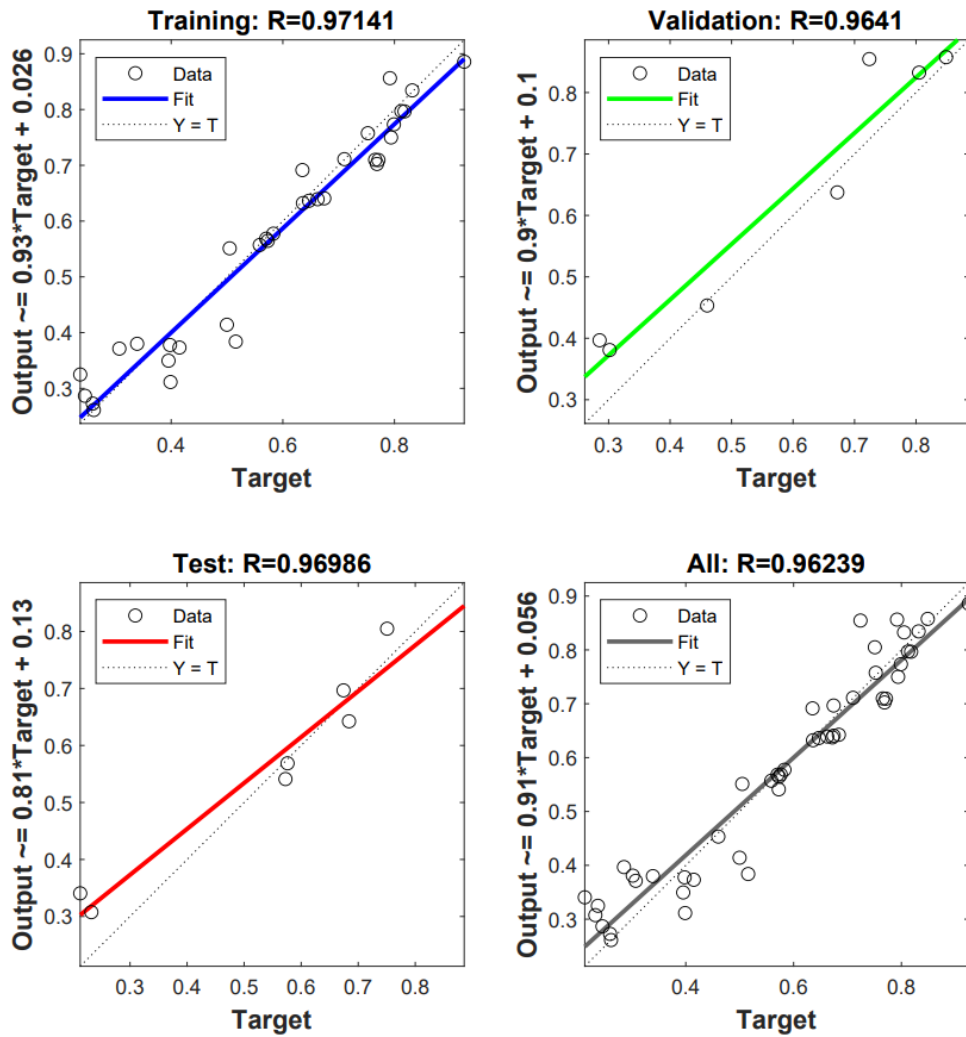 Training: R=0.97141
Output ~= 0.93*Target + 0.026
0.9
0.8
0.7
0.6
0.5
0.4
0.3
Data
Fit
Y = T
0.4
0.6
0.8
Target
Validation: R=0.9641
Output ~= 0.9*Target + 0.1
0.8
0.7
0.6
0.5
0.4
0.3
Data
Fit
Y = T
0.3
0.4
0.5
0.6
0.7
0.8
Target
Test: R=0.96986
Output ~= 0.81*Target + 0.13
0.8
0.7
0.6
0.5
0.4
0.3
Data
Fit
Y = T
0.3
0.4
0.5
0.6
0.7
0.8
Target
All: R=0.96239
Output ~= 0.91*Target + 0.056
0.9
0.8
0.7
0.6
0.5
0.4
0.3
Data
Fit
Y = T
0.4
0.6
0.8
Target